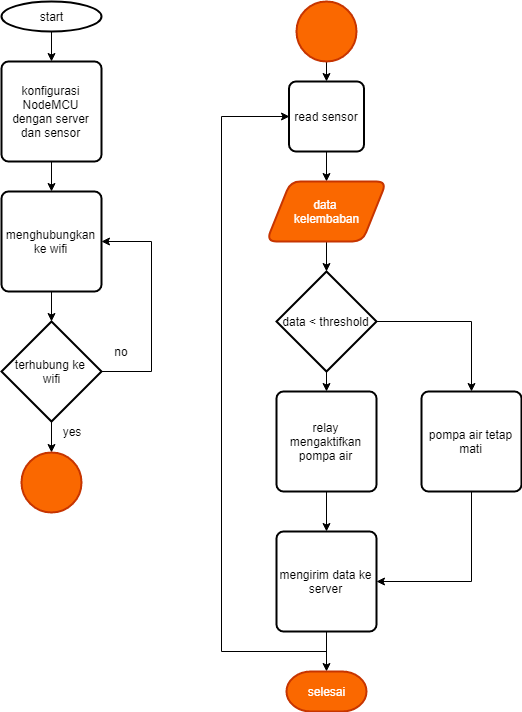 start
konfigurasi
NodeMCU
dengan server
dan sensor
menghubungkan
ke wifi
terhubung ke
wifi
no
yes
read sensor
data
kelembaban
data < threshold
relay
mengaktifkan
pompa air
pompa air tetap
mati
mengirim data ke
server
selesai